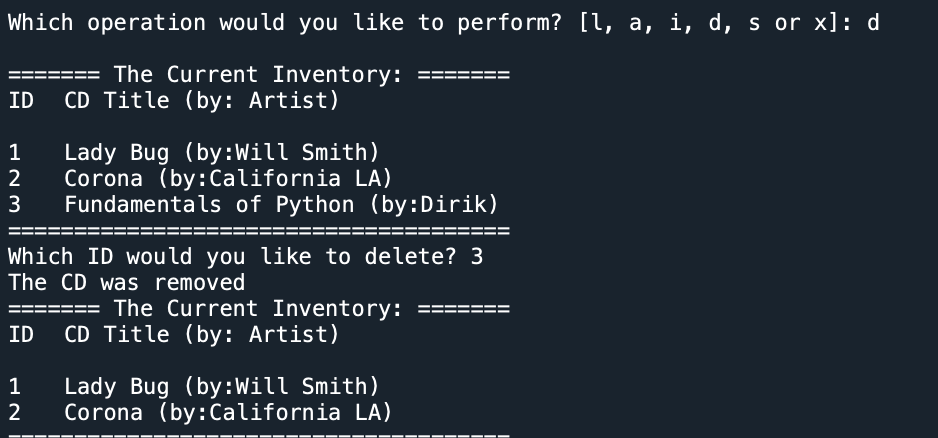 Which operation would you like to perform? [l, a, i, d, s or x]: d
======= The Current Inventory: =======
ID  CD Title (by: Artist)
1   Lady Bug (by:Will Smith)
2   Corona (by:California LA)
3   Fundamentals of Python (by:Dirik)
======================================
Which ID would you like to delete? 3
The CD was removed
======= The Current Inventory: =======
ID  CD Title (by: Artist)
1   Lady Bug (by:Will Smith)
2   Corona (by:California LA)
======================================